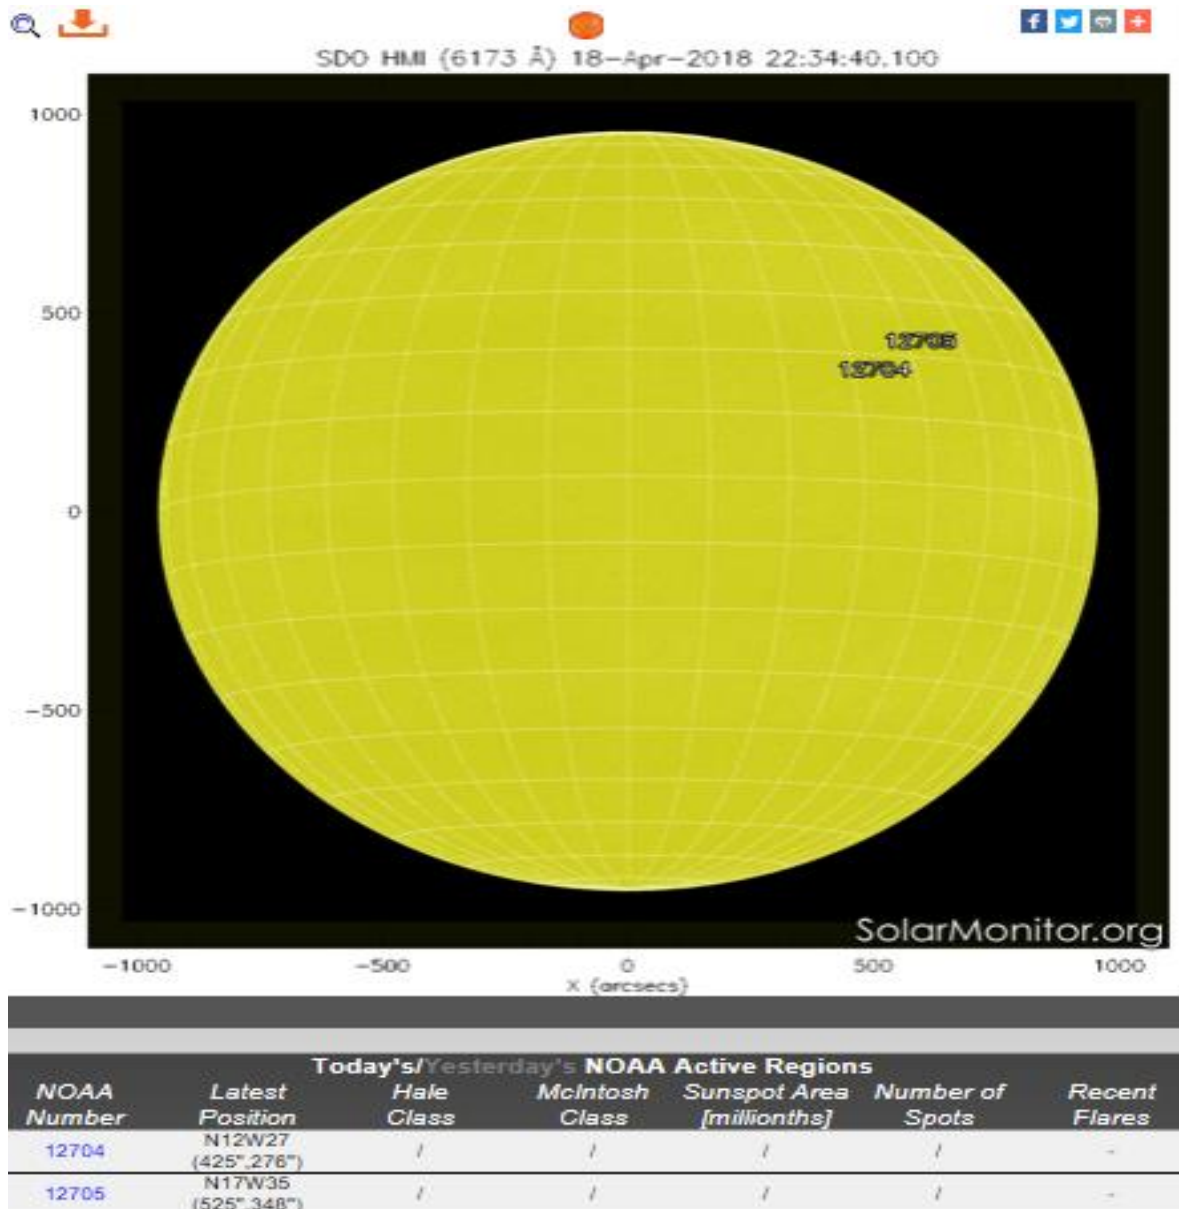 SDO HMI (6173 Å) 18-Apr-2018 22:34:40.100
1000
500
12705
12704
0
-500
-1000
SolarMonitor.org
-1000 -500 0 500 1000
X (arcsecs)
Today's/Yesterday's NOAA Active Regions
NOAA Number Latest Position Hale Class McIntosh Class Sunspot Area [millionths] Number of Spots Recent Flares
12704 N12W27 (425",276") / / / / -
12705 N17W35 (525",348") / / / / -